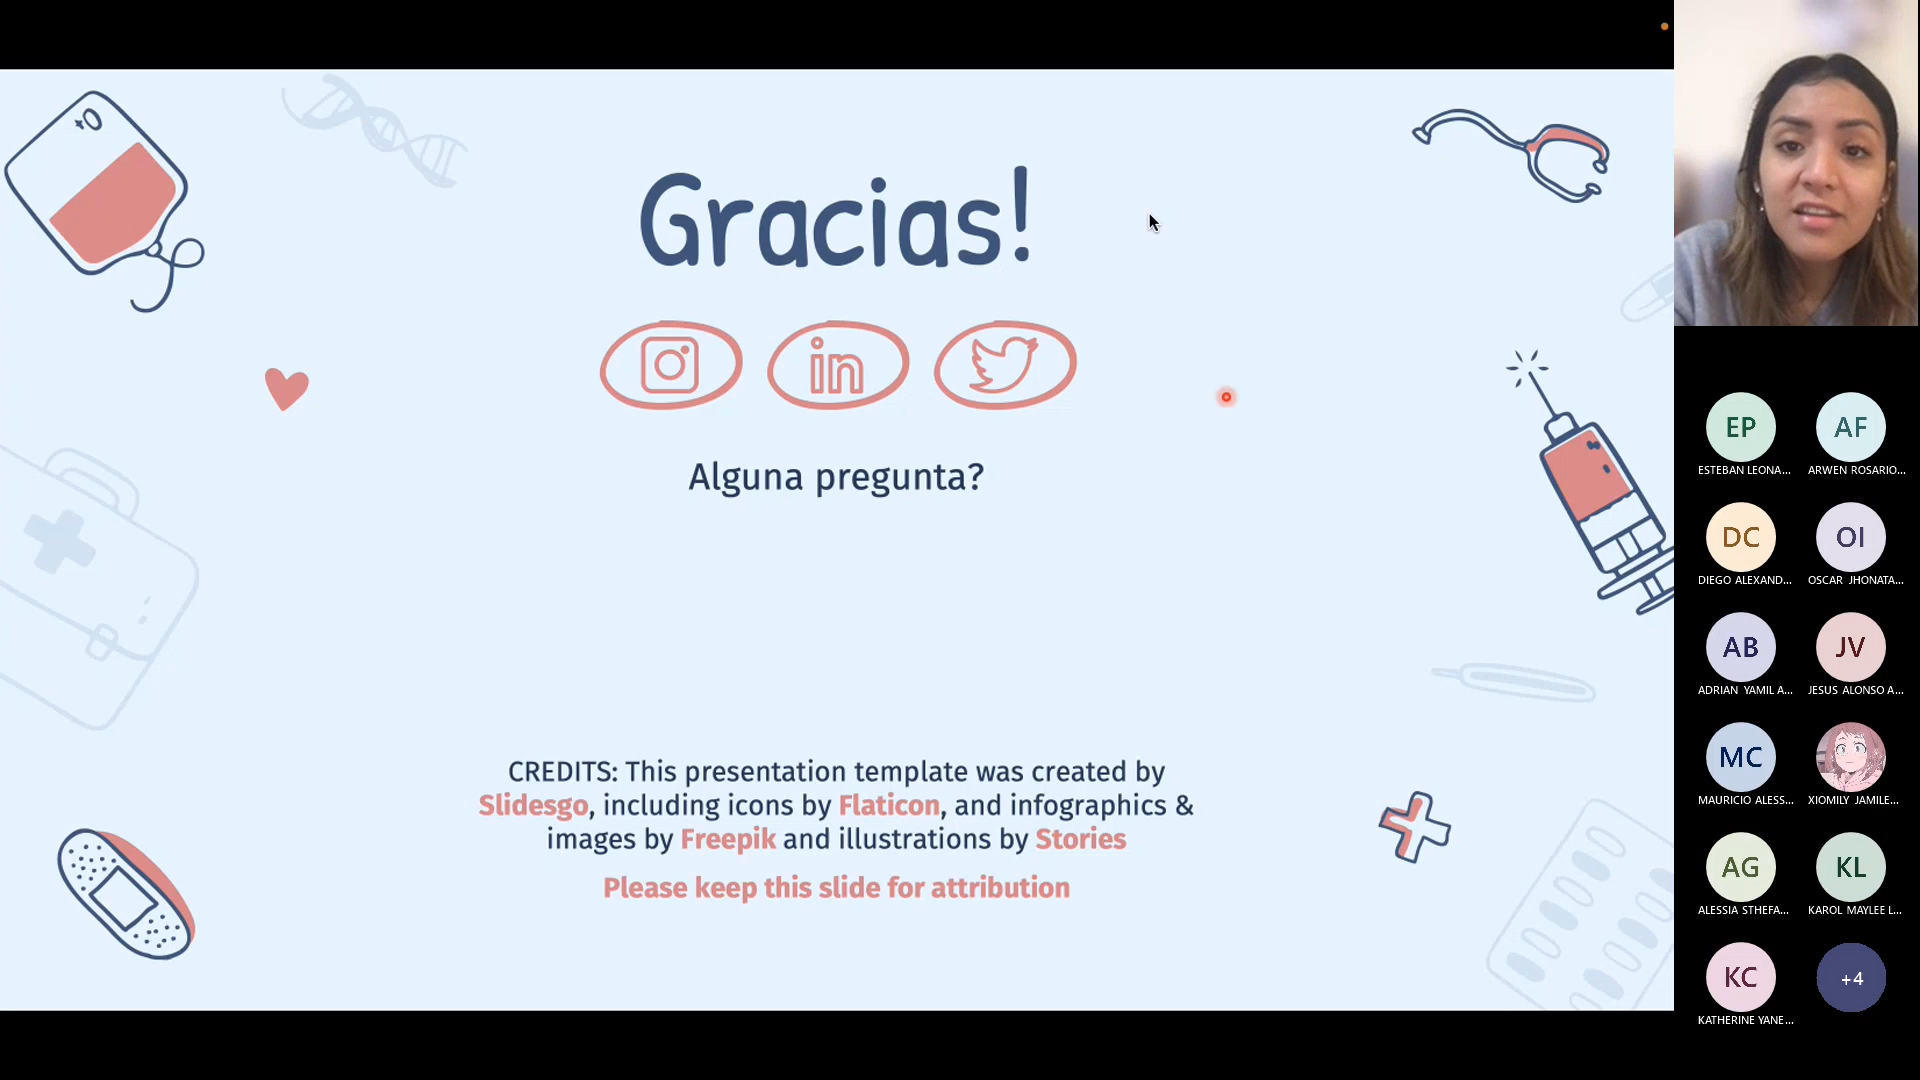 O+
Gracias!
in
Alguna pregunta?
CREDITS: This presentation template was created by
Slidesgo, including icons by Flaticon, and infographics &
images by Freepik and illustrations by Stories
Please keep this slide for attribution
EP
ESTEBAN LEONA...
AF
ARWEN ROSARIO...
DC
DIEGO ALEXAND...
OI
OSCAR JHONATA...
AB
ADRIAN YAMIL A...
JV
JESUS ALONSO A...
MC
MAURICIO ALESS...
XIOMILY JAMILE...
AG
ALESSIA STHEFA...
KL
KAROL MAYLEE L...
KC
KATHERINE YANE...
+4